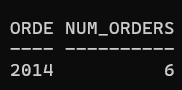 ORDE NUM_ORDERS
---- ----------
2014          6